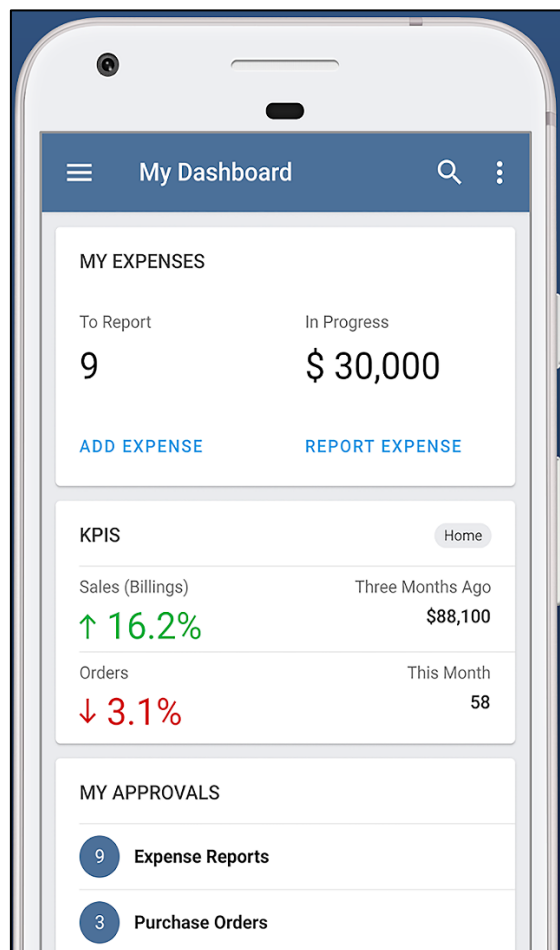 My Dashboard
MY EXPENSES
To Report
In Progress
9
$ 30,000
ADD EXPENSE
REPORT EXPENSE
KPIS
Home
Sales (Billings)
Three Months Ago
↑ 16.2%
$88,100
Orders
This Month
↓ 3.1%
58
MY APPROVALS
9 Expense Reports
3 Purchase Orders